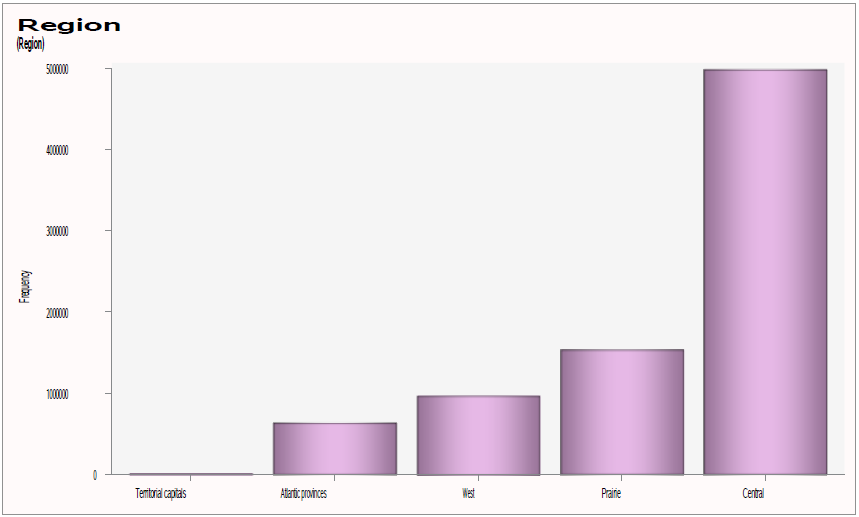 Region
(Region)
5000000
4000000
3000000
2000000
1000000
0
Frequency
Territorial capitals
Atlantic provinces
West
Prairie
Central